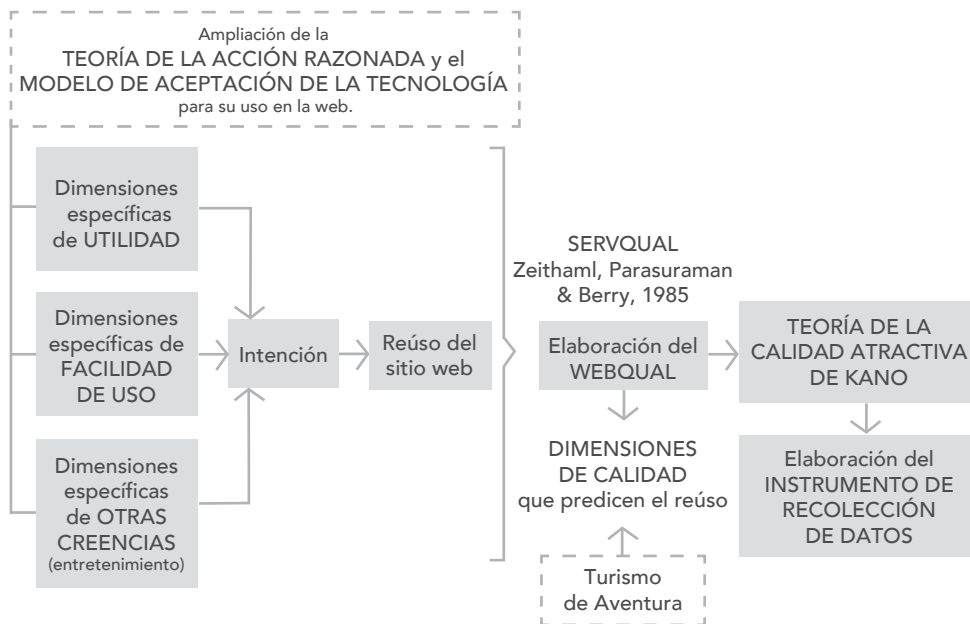 Ampliación de la
TEORÍA DE LA ACCIÓN RAZONADA y el
MODELO DE ACEPTACIÓN DE LA TECNOLOGÍA
para su uso en la web.
Dimensiones
específicas
de UTILIDAD
Dimensiones
específicas de
FACILIDAD
DE USO
Dimensiones
específicas
de OTRAS
CREENCIAS
(entretenimiento)
Intención
Reúso del
sitio web
SERVQUAL
Zeithaml, Parasuraman
& Berry, 1985
Elaboración del
WEBQUAL
DIMENSIONES
DE CALIDAD
que predicen el reúso
Turismo
de Aventura
TEORÍA DE LA
CALIDAD ATRACTIVA
DE KANO
Elaboración del
INSTRUMENTO DE
RECOLECCIÓN
DE DATOS